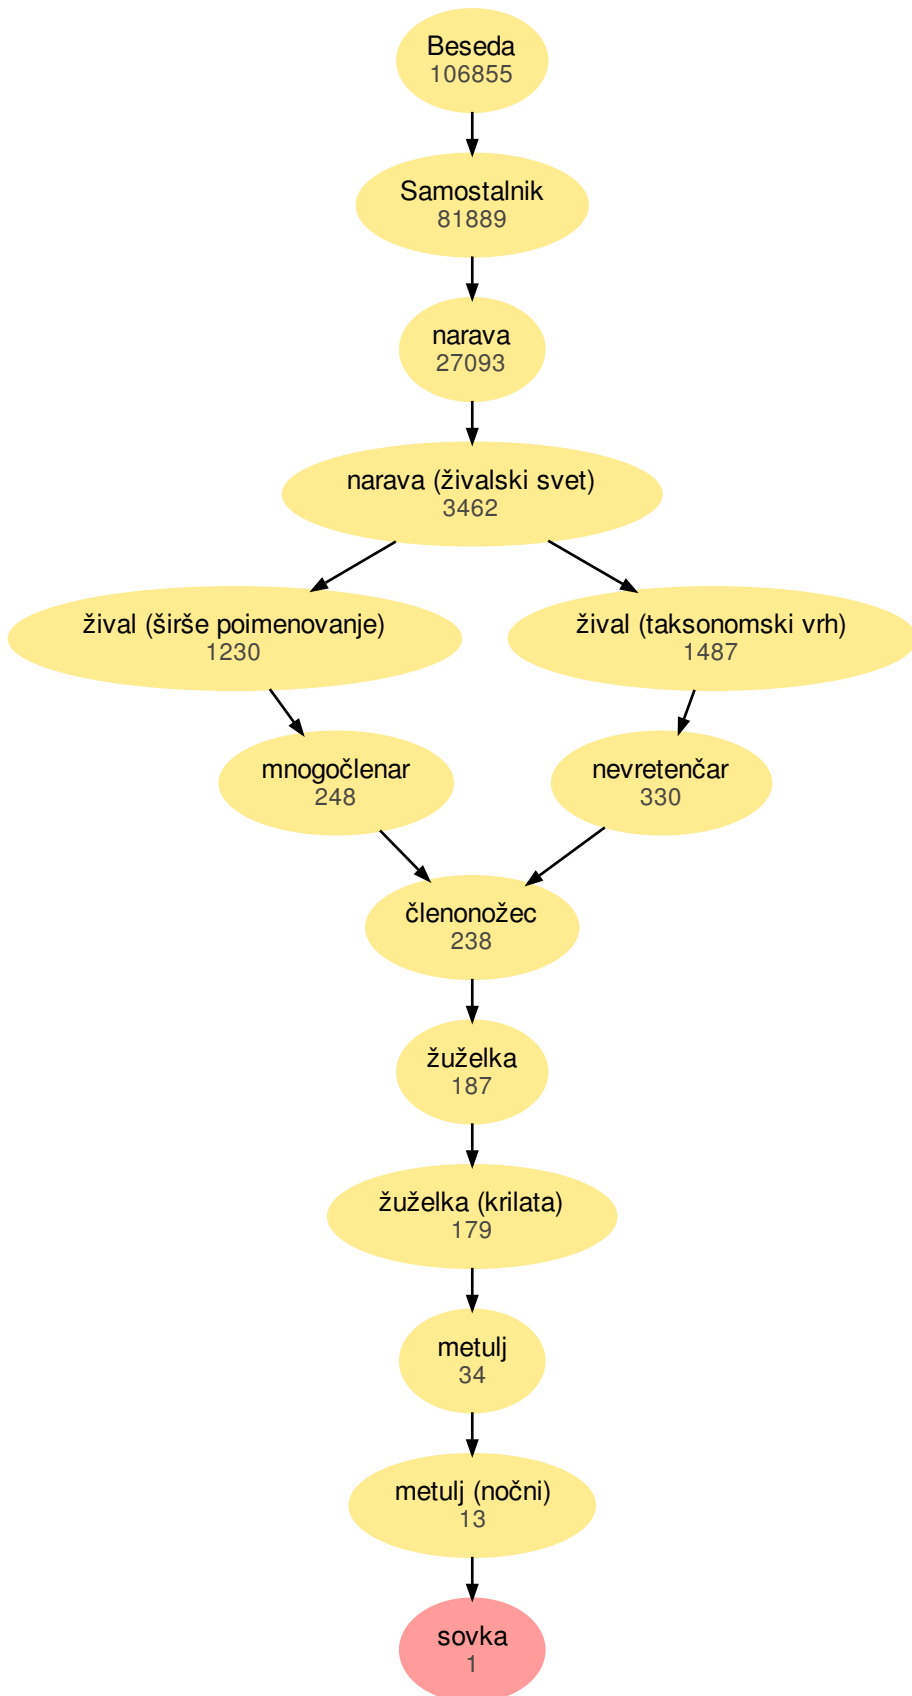 Beseda
106855
Samostalnik
81889
narava
27093
narava (živalski svet)
3462
žival (širše poimenovanje)
1230
žival (taksonomski vrh)
1487
mnogočlenar
248
nevretenčar
330
členonožec
238
žuželka
187
žuželka (krilata)
179
metulj
34
metulj (nočni)
13
sovka
1